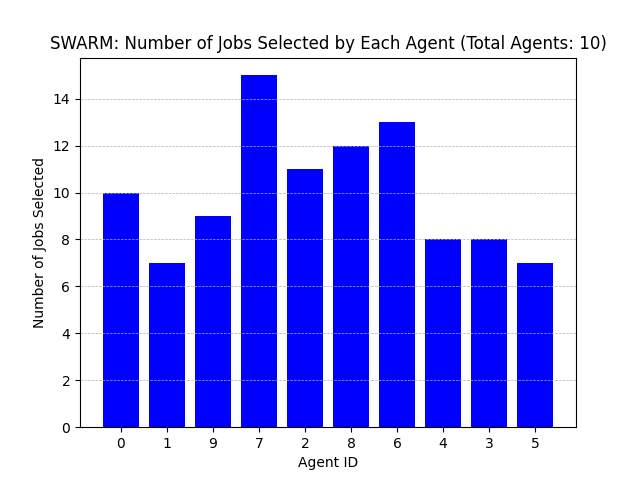 SWARM: Number of Jobs Selected by Each Agent (Total Agents: 10)
Number of Jobs Selected
14
12
10
8
6
4
2
0
0 1 9 7 2 8 6 4 3 5
Agent ID